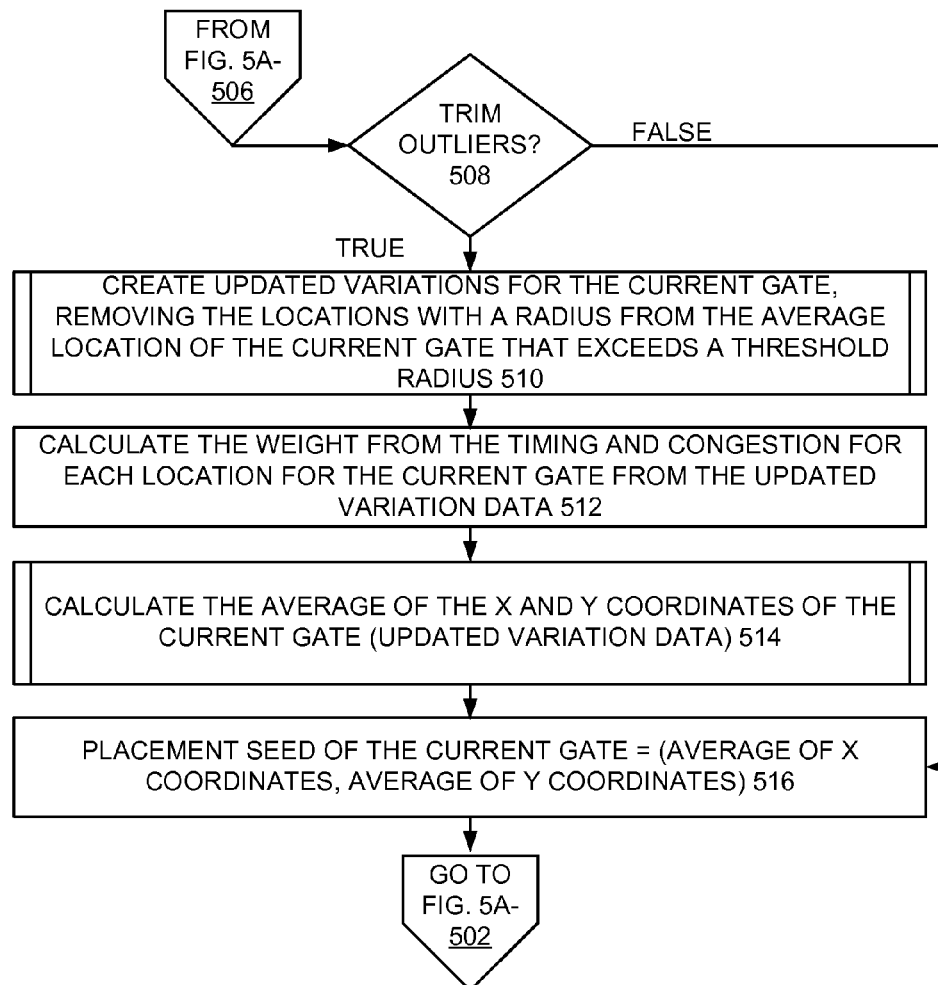 FROM
FIG. 5A-
506
TRIM
OUTLIERS?
508
FALSE
TRUE
CREATE UPDATED VARIATIONS FOR THE CURRENT GATE,
REMOVING THE LOCATIONS WITH A RADIUS FROM THE AVERAGE
LOCATION OF THE CURRENT GATE THAT EXCEEDS A THRESHOLD
RADIUS 510
CALCULATE THE WEIGHT FROM THE TIMING AND CONGESTION FOR
EACH LOCATION FOR THE CURRENT GATE FROM THE UPDATED
VARIATION DATA 512
CALCULATE THE AVERAGE OF THE X AND Y COORDINATES OF THE
CURRENT GATE (UPDATED VARIATION DATA) 514
PLACEMENT SEED OF THE CURRENT GATE = (AVERAGE OF X
COORDINATES, AVERAGE OF Y COORDINATES) 516
GO TO
FIG. 5A-
502